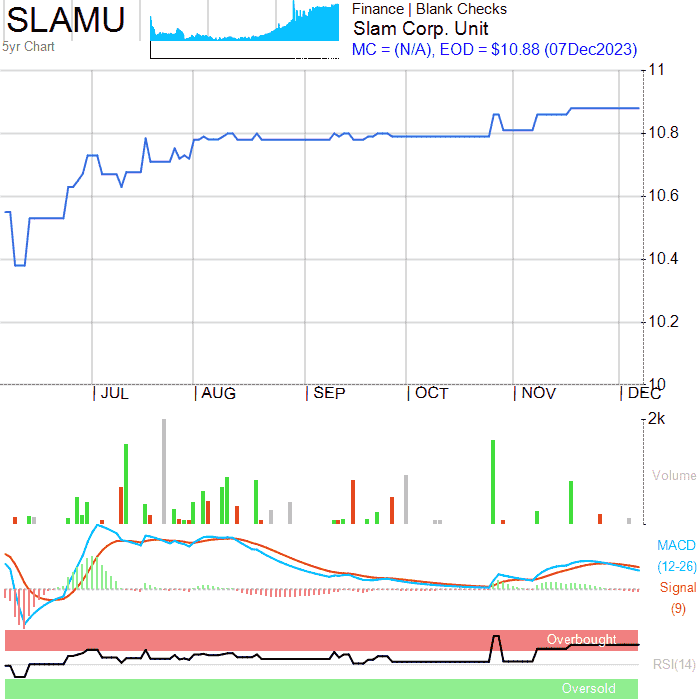 SLAMU
5yr Chart
Finance | Blank Checks
Slam Corp. Unit
MC = (N/A), EOD = $10.88 (07Dec2023)
11
10.8
10.6
10.4
10.2
10
JUL AUG SEP OCT NOV DEC
2k
Volume
MACD
(12-26)
Signal
(9)
Overbought
RSI(14)
Oversold